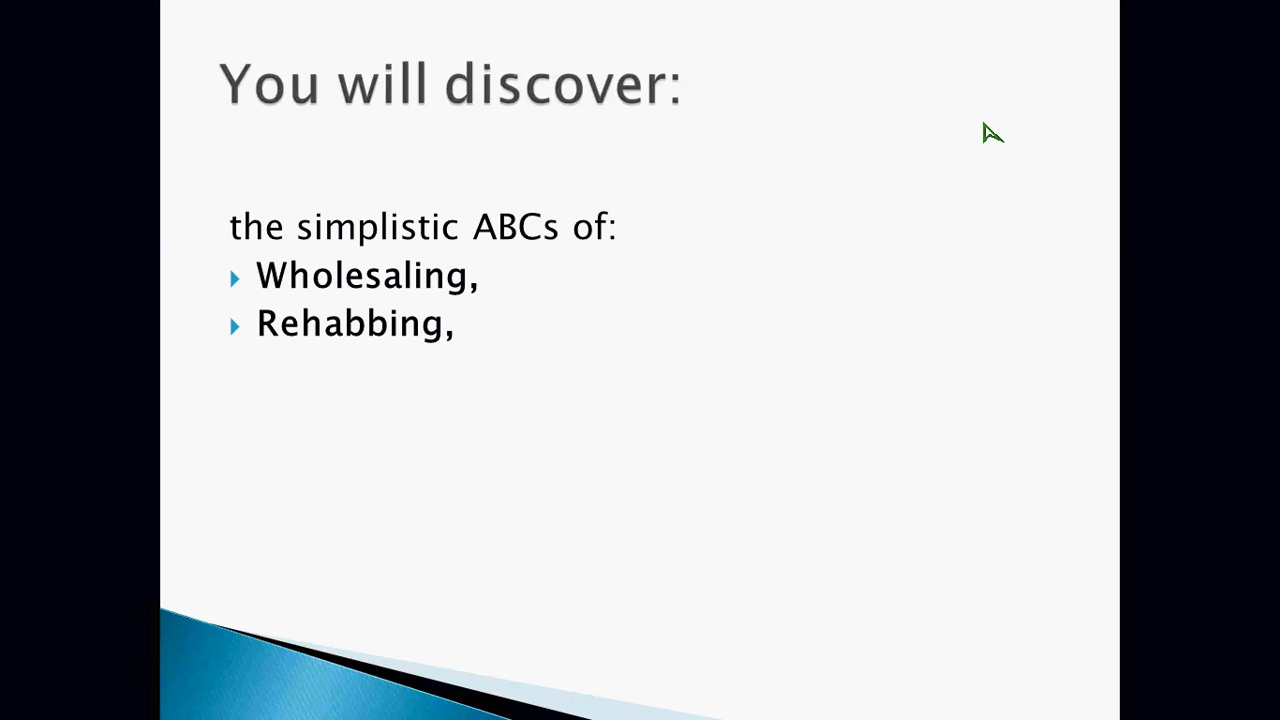 You will discover:
the simplistic ABCs of:
Wholesaling,
Rehabbing,